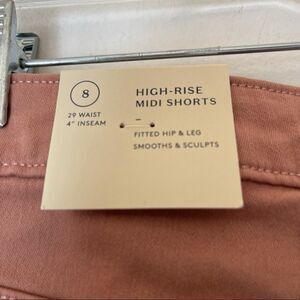 8
29 WAIST
4" INSEAM
HIGH-RISE
MIDI SHORTS
–
FITTED HIP & LEG
SMOOTHS & SCULPTS